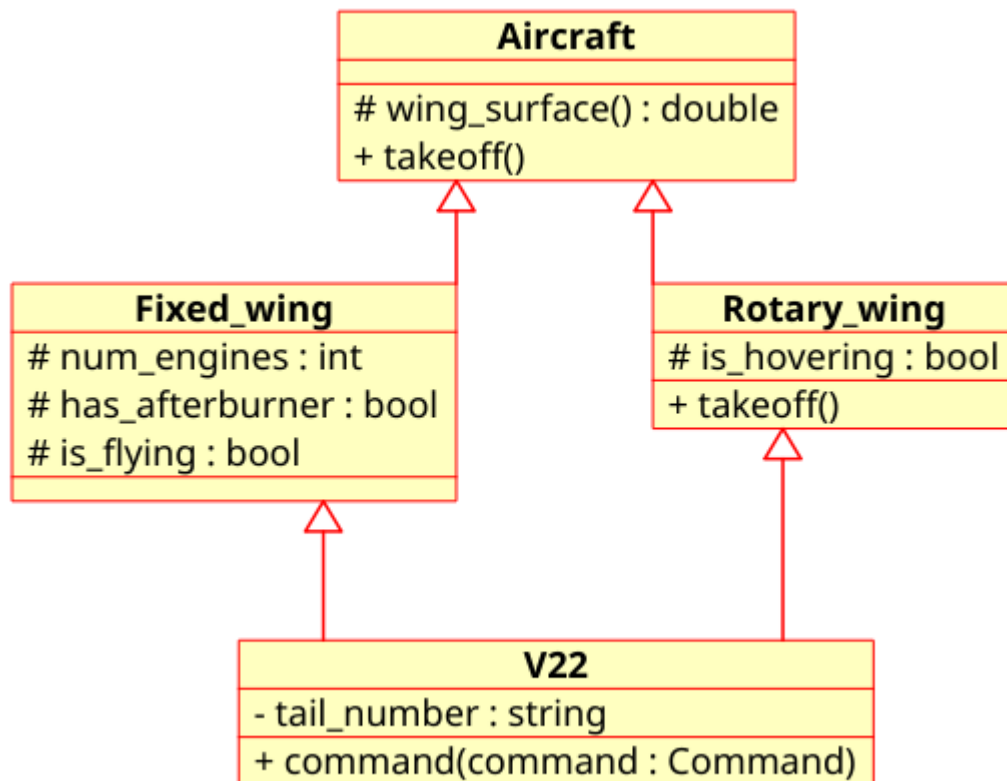 Aircraft
# wing_surface() : double
+ takeoff()
Fixed_wing
# num_engines : int
# has_afterburner : bool
# is_flying : bool
Rotary_wing
# is_hovering : bool
+ takeoff()
V22
- tail_number : string
+ command(command : Command)